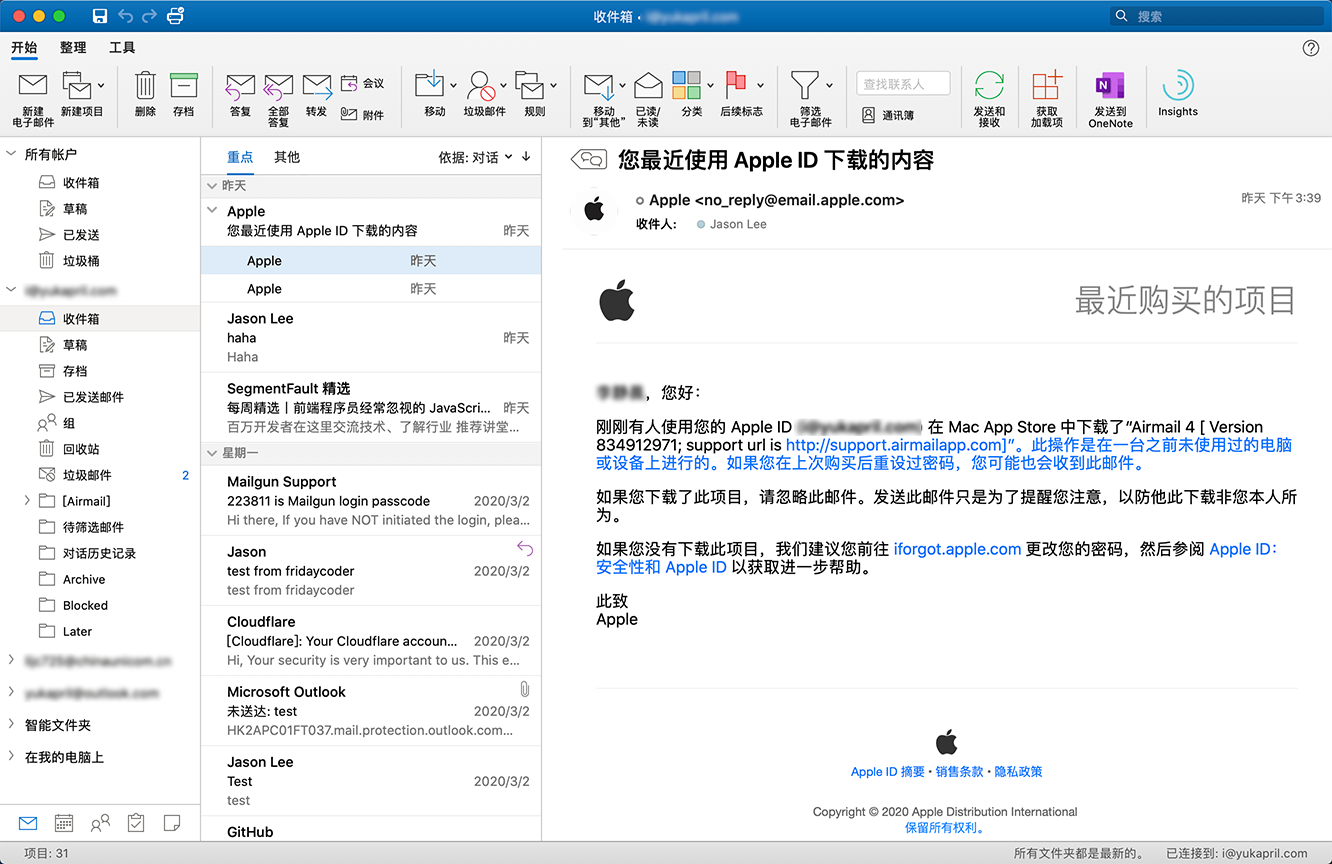 收件箱 •
搜索
开始 整理 工具
新建
电子邮件
新建项目
删除
存档
答复
全部
答复
转发
会议
附件
移动
垃圾邮件
规则
移动
到"其他"
已读/
未读
分类
后续标志
筛选
电子邮件
查找联系人
通讯簿
发送和
接收
获取
加载项
发送到
OneNote
Insights
所有帐户
收件箱
草稿
已发送
垃圾桶
收件箱
草稿
存档
已发送邮件
组
回收站
垃圾邮件 2
[Airmail]
待筛选邮件
对话历史记录
Archive
Blocked
Later
智能文件夹
在我的电脑上
项目: 31
重点 其他 依据: 对话
昨天
Apple
您最近使用 Apple ID 下载的内容 昨天
Apple 昨天
Apple 昨天
Jason Lee
haha 昨天
Haha
SegmentFault 精选
每周精选丨前端程序员经常忽视的 JavaScri... 昨天
百万开发者在这里交流技术、了解行业 推荐讲堂...
星期一
Mailgun Support
223811 is Mailgun login passcode 2020/3/2
Hi there, If you have NOT initiated the login, plea...
Jason
test from fridaycoder 2020/3/2
test from fridaycoder
Cloudflare
[Cloudflare]: Your Cloudflare accoun... 2020/3/2
Hi, Your security is very important to us. This e...
Microsoft Outlook
未送达: test 2020/3/2
HK2APC01FT037.mail.protection.outlook.com...
Jason Lee
Test 2020/3/2
test
GitHub
您最近使用 Apple ID 下载的内容
Apple <no_reply@email.apple.com> 昨天 下午 3:39
收件人: Jason Lee
最近购买的项目
，您好：
刚刚有人使用您的 Apple ID 在 Mac App Store 中下载了"Airmail 4 [ Version
834912971; support url is http://support.airmailapp.com]"。此操作是在一台之前未使用过的电脑
或设备上进行的。如果您在上次购买后重设过密码，您可能也会收到此邮件。
如果您下载了此项目，请忽略此邮件。发送此邮件只是为了提醒您注意，以防他此下载非您本人所
为。
如果您没有下载此项目，我们建议您前往 iforgot.apple.com 更改您的密码，然后参阅 Apple ID：
安全性和 Apple ID 以获取进一步帮助。
此致
Apple
Apple ID 摘要 • 销售条款 • 隐私政策
Copyright © 2020 Apple Distribution International
保留所有权利。
所有文件夹都是最新的。 已连接到: i@yukapril.com